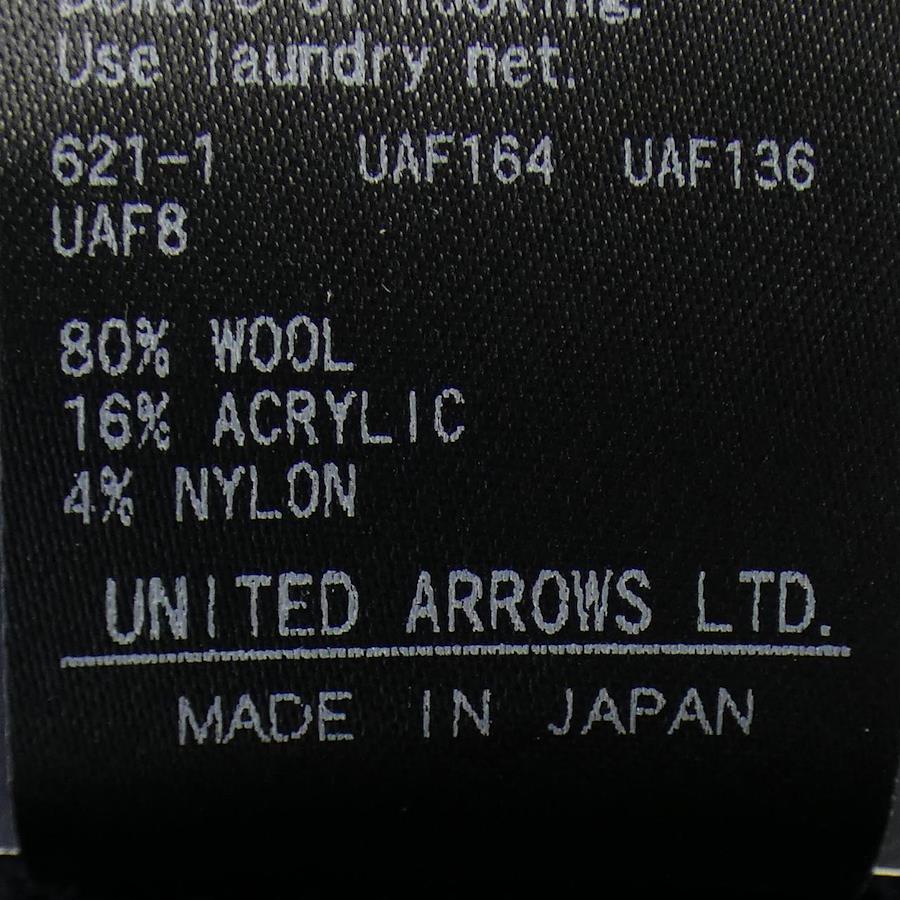 Use laundry net.
621-1 UAF164 UAF136
UAF8
80% WOOL
16% ACRYLIC
4% NYLON
UNITED ARROWS LTD.
MADE IN JAPAN